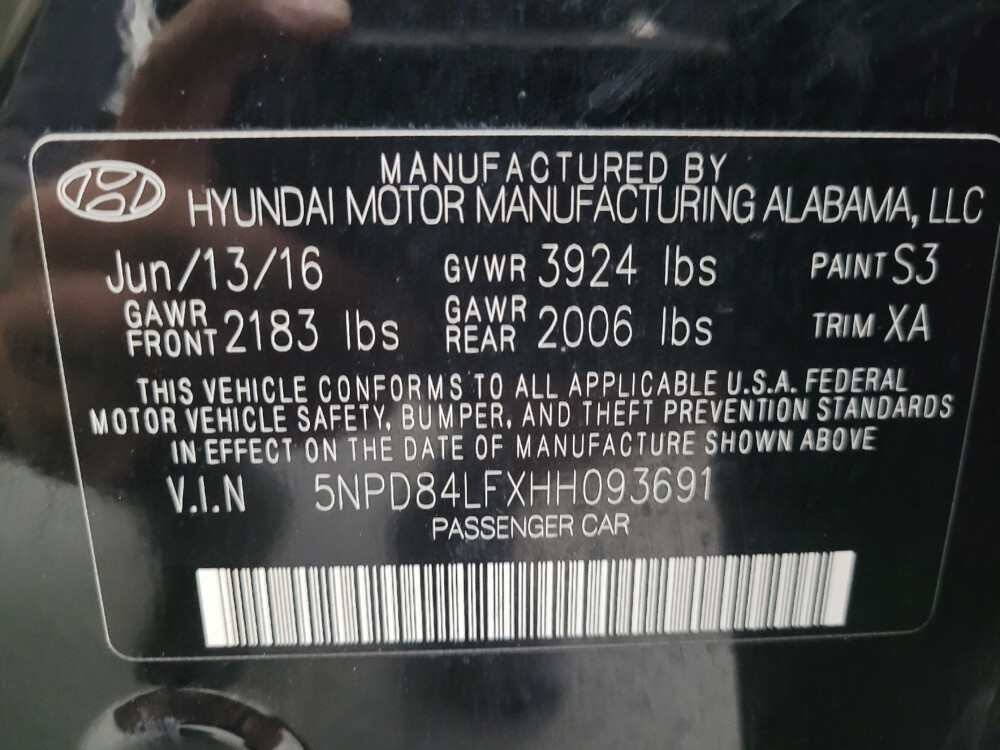 MANUFACTURED BY
HYUNDAI MOTOR MANUFACTURING ALABAMA, LLC
Jun/13/16 GVWR 3924 lbs PAINT S3
GAWR FRONT 2183 lbs GAWR REAR 2006 lbs TRIM XA
THIS VEHICLE CONFORMS TO ALL APPLICABLE U.S.A. FEDERAL
MOTOR VEHICLE SAFETY, BUMPER, AND THEFT PREVENTION STANDARDS
IN EFFECT ON THE DATE OF MANUFACTURE SHOWN ABOVE
V.I.N 5NPD84LFXHH093691
PASSENGER CAR